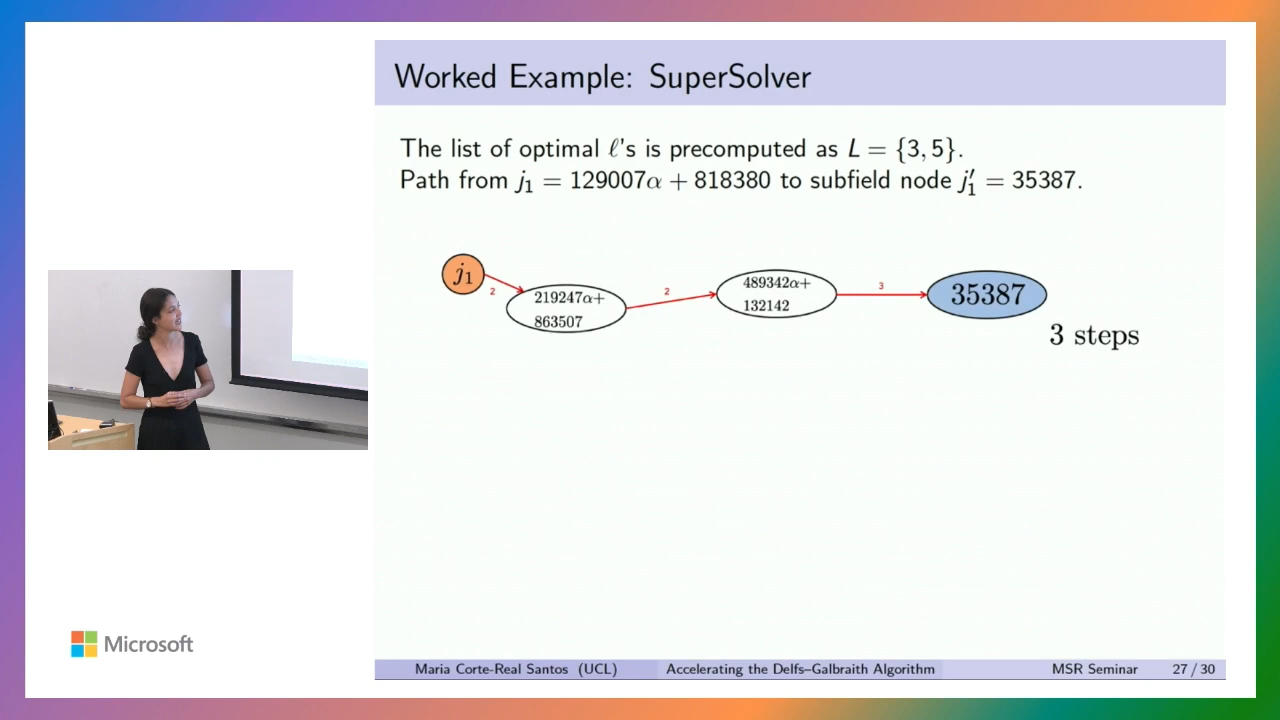 Worked Example: SuperSolver
The list of optimal ℓ's is precomputed as L = {3, 5}.
Path from j₁ = 129007α + 818380 to subfield node j₁′ = 35387.
j₁
2
219247α+
863507
2
489342α+
132142
3
35387
3 steps
Microsoft
Maria Corte-Real Santos (UCL)
Accelerating the Delfs–Galbraith Algorithm
MSR Seminar
27 / 30